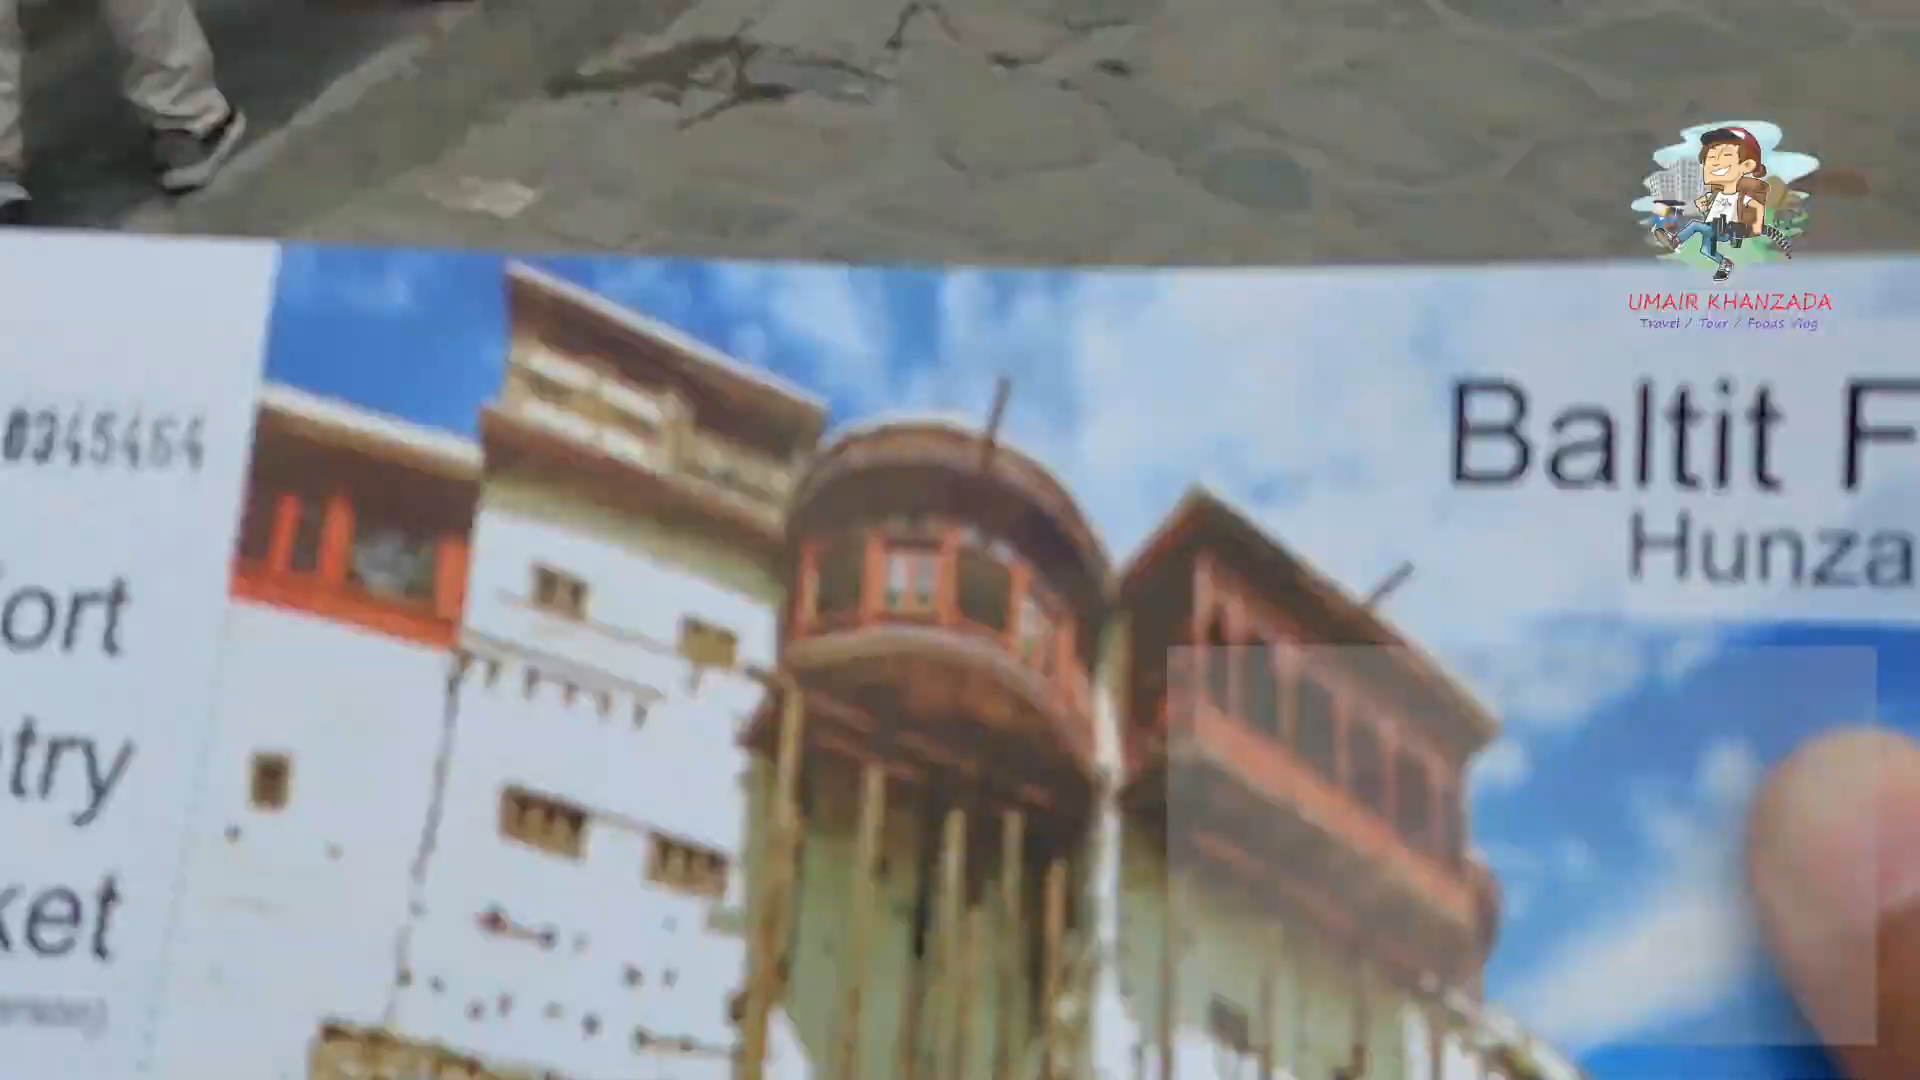 UMAIR KHANZADA
Travel / Tour / Foods Vlog
Baltit F
Hunza
0345464
ort
try
ket